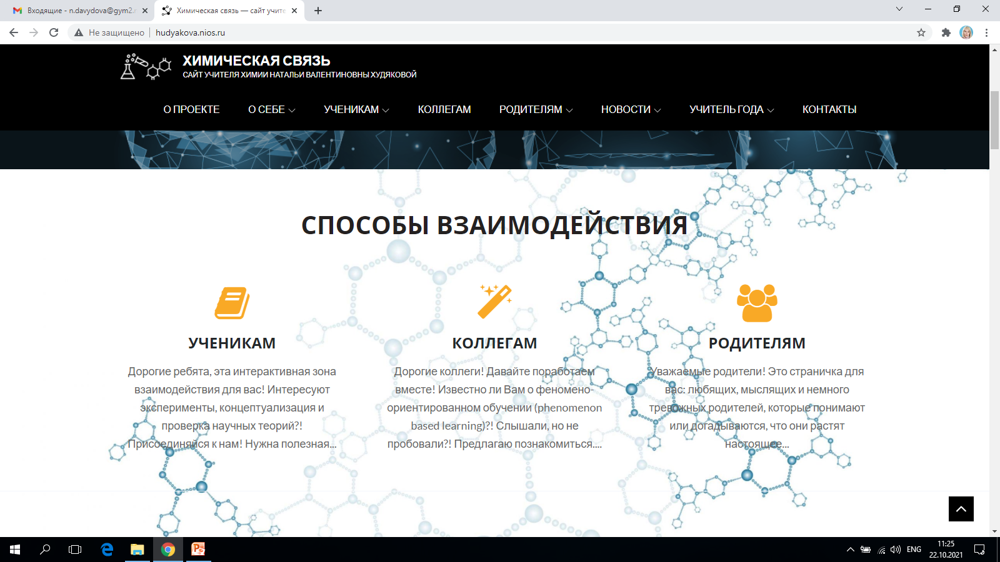 Входящие - n.davydova@gym2.
Химическая связь — сайт учите
Не защищено
hudyakova.nios.ru
ХИМИЧЕСКАЯ СВЯЗЬ
САЙТ УЧИТЕЛЯ ХИМИИ НАТАЛЬИ ВАЛЕНТИНОВНЫ ХУДЯКОВОЙ
О ПРОЕКТЕ О СЕБЕ УЧЕНИКАМ КОЛЛЕГАМ РОДИТЕЛЯМ НОВОСТИ УЧИТЕЛЬ ГОДА КОНТАКТЫ
СПОСОБЫ ВЗАИМОДЕЙСТВИЯ
УЧЕНИКАМ
Дорогие ребята, эта интерактивная зона
взаимодействия для вас! Интересуют
эксперименты, концептуализация и
проверка научных теорий?!
Присоединяйся к нам! Нужна полезная...
КОЛЛЕГАМ
Дорогие коллеги! Давайте поработаем
вместе! Известно ли Вам о феномено-
ориентированном обучении (phenomenon
based learning)?! Слышали, но не
пробовали?! Предлагаю познакомиться....
РОДИТЕЛЯМ
Уважаемые родители! Это страничка для
вас: любящих, мыслящих и немного
тревожных родителей, которые понимают
или догадываются, что они растят
настоящее...
ENG
11:25
22.10.2021